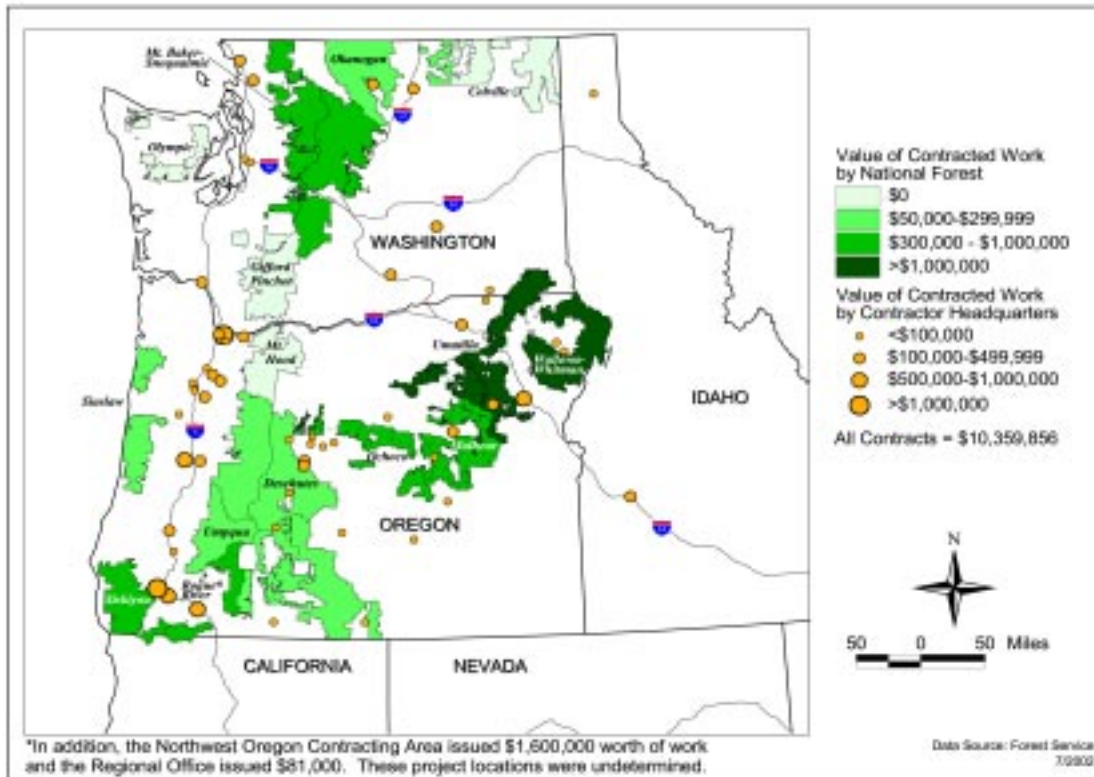 Mt. Baker-
Snoqualmie
Okanogan
Colville
Olympic
WASHINGTON
Gifford
Pinchot
Mt.
Hood
Umatilla
Wallowa-
Whitman
Siuslaw
IDAHO
Malheur
Ochoco
Deschutes
OREGON
Umpqua
Rogue
River
Siskiyou
CALIFORNIA
NEVADA
Value of Contracted Work
by National Forest
$0
$50,000-$299,999
$300,000 - $1,000,000
>$1,000,000
Value of Contracted Work
by Contractor Headquarters
<$100,000
$100,000-$499,999
$500,000-$1,000,000
>$1,000,000
All Contracts = $10,359,856
N
50 0 50 Miles
*In addition, the Northwest Oregon Contracting Area issued $1,600,000 worth of work
and the Regional Office issued $81,000. These project locations were undetermined.
Data Source: Forest Service
7/2002